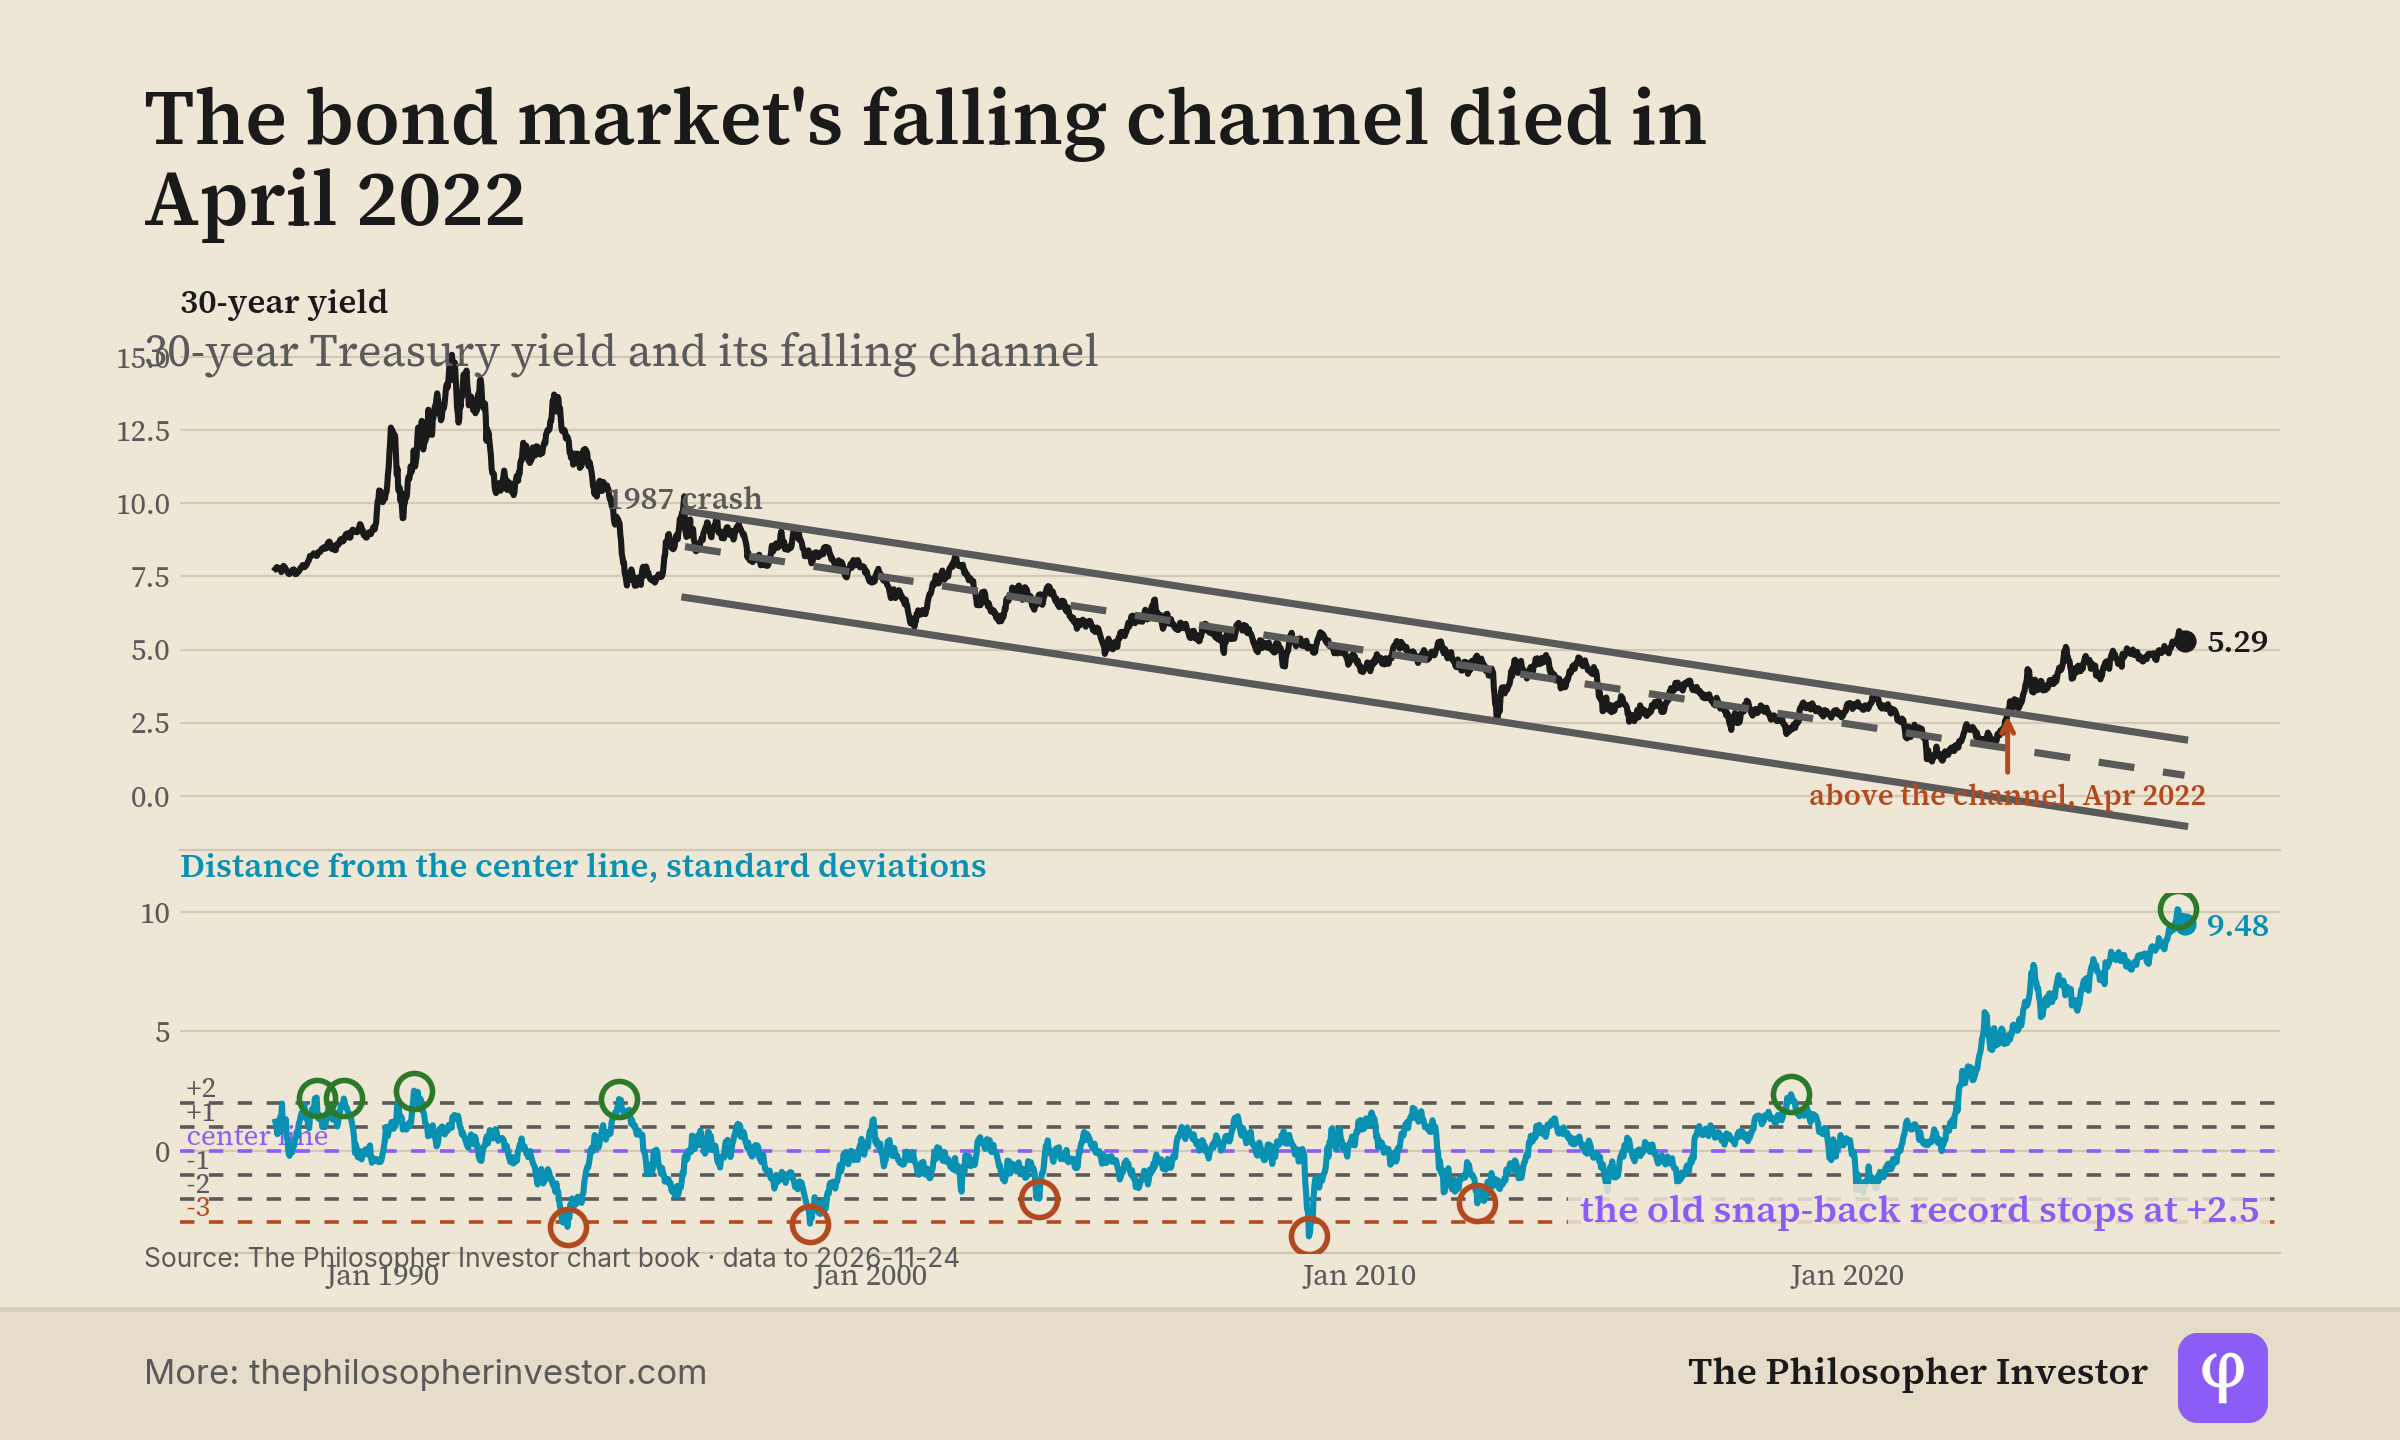 The bond market's falling channel died in
April 2022
30-year yield
30-year Treasury yield and its falling channel
15.0
12.5
10.0
7.5
5.0
2.5
0.0
1987 crash
5.29
above the channel, Apr 2022
Distance from the center line, standard deviations
10
5
0
+2
+1
center line
-1
-2
-3
9.48
the old snap-back record stops at +2.5
Source: The Philosopher Investor chart book · data to 2026-11-24
Jan 1990
Jan 2000
Jan 2010
Jan 2020
More: thephilosopherinvestor.com
The Philosopher Investor
φ